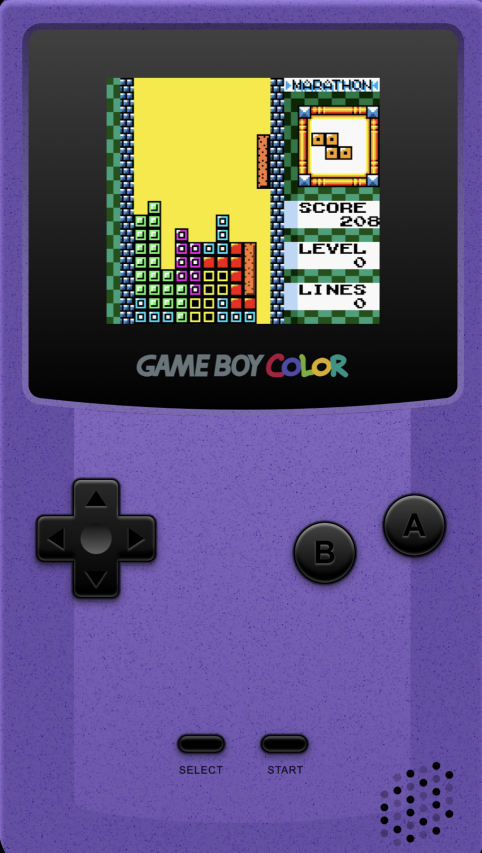 MARATHON
SCORE
208
LEVEL
0
LINES
0
GAME BOY COLOR
A
B
SELECT
START